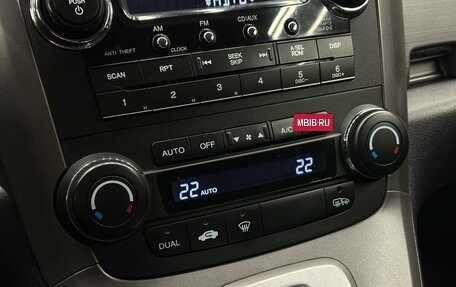 PUSH
AM
FM
CD/AUX
ANTI THEFT
CLOCK
SEEK
SKIP
A-SEL
ROM
DISP
SCAN
RPT
1 2 3 4 5 6
H M R
DISC- DISC+
MBIB.RU
AUTO OFF A/C
22 AUTO 22
DUAL